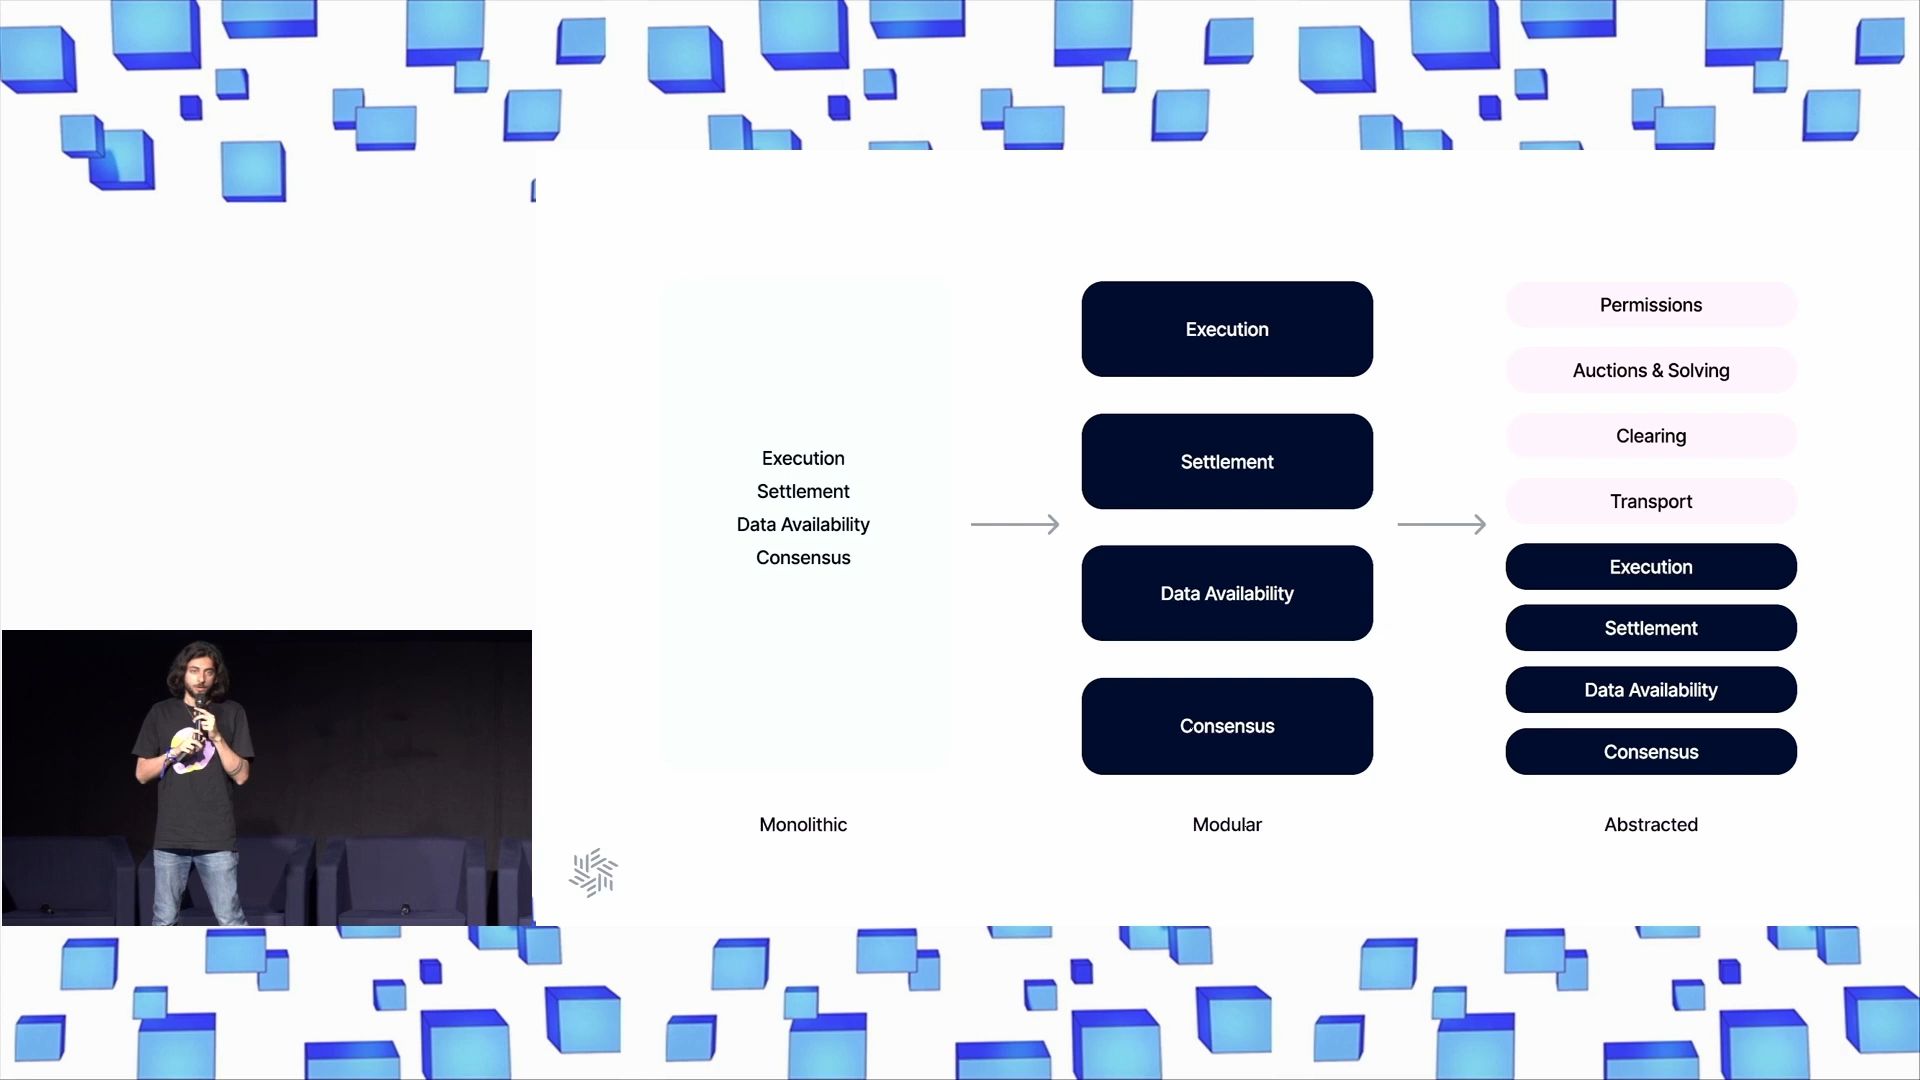 Execution
Settlement
Data Availability
Consensus
Monolithic
Execution
Settlement
Data Availability
Consensus
Modular
Permissions
Auctions & Solving
Clearing
Transport
Execution
Settlement
Data Availability
Consensus
Abstracted